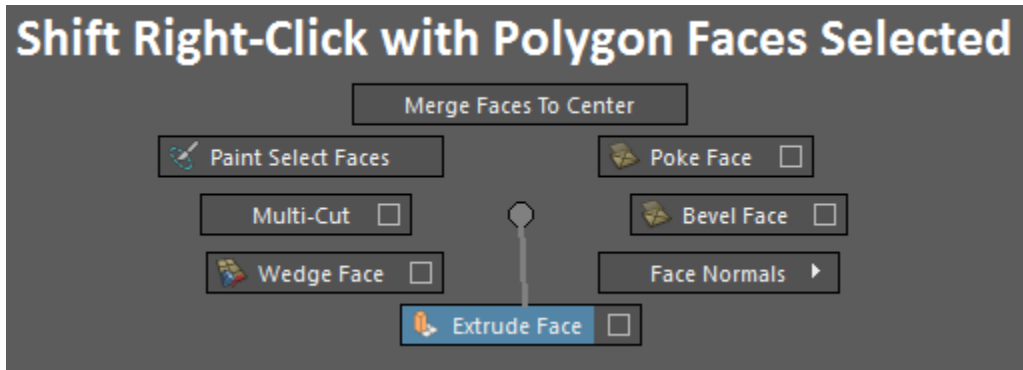 Shift Right-Click with Polygon Faces Selected
Merge Faces To Center
Paint Select Faces
Poke Face
Multi-Cut
Bevel Face
Wedge Face
Face Normals
Extrude Face